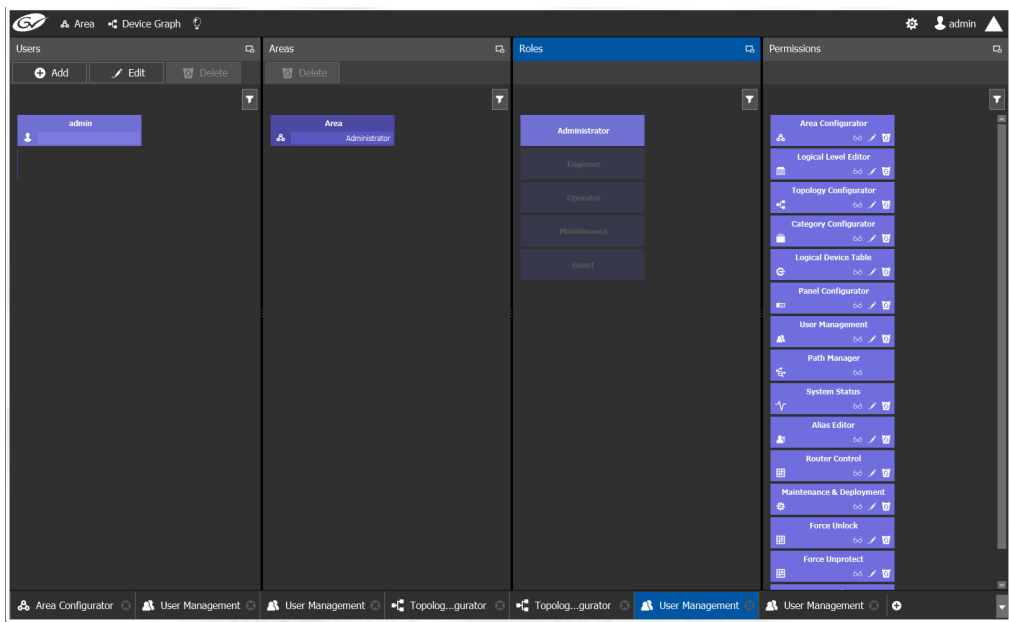 GV Area Device Graph admin
Users Areas Roles Permissions
Add Edit Delete Delete
admin
Area
Administrator
Administrator
Engineer
Operator
Maintenance
Guest
Area Configurator
Logical Level Editor
Topology Configurator
Category Configurator
Logical Device Table
Panel Configurator
User Management
Path Manager
System Status
Alias Editor
Router Control
Maintenance & Deployment
Force Unlock
Force Unprotect
Area Configurator User Management User Management Topolog...gurator Topolog...gurator User Management User Management